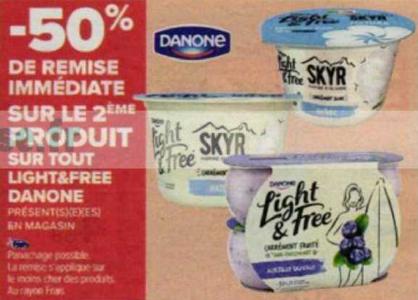 -50%
DE REMISE
IMMÉDIATE
SUR LE 2ÈME
PRODUIT
SUR TOUT
LIGHT&FREE
DANONE
PRÉSENT(S)(E)(ES)
EN MAGASIN
Panachage possible.
La remise s'applique sur
le moins cher des produits.
Au rayon Frais
DANONE
Light
& Free
SKYR
NATURE
Light
& Free
SKYR
DANONE
Light
& Free
CARRÉMENT FRUITÉ